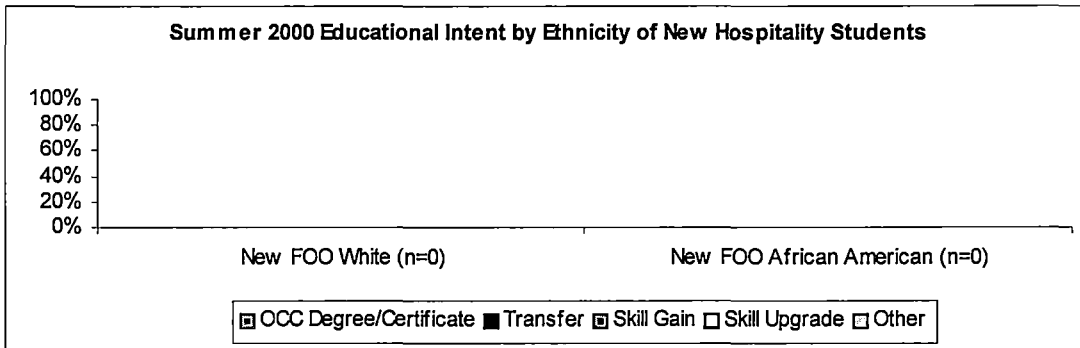 Summer 2000 Educational Intent by Ethnicity of New Hospitality Students
100%
80%
60%
40%
20%
0%
New FOO White (n=0) New FOO African American (n=0)
OCC Degree/Certificate Transfer Skill Gain Skill Upgrade Other